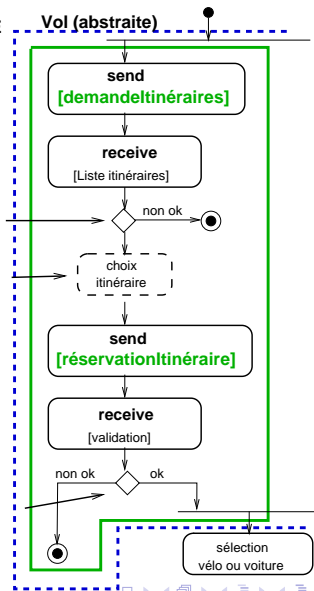 Vol (abstraite)
send
[demandeItinéraires]
receive
[Liste itinéraires]
non ok
choix
itinéraire
send
[réservationItinéraire]
receive
[validation]
non ok
ok
sélection
vélo ou voiture